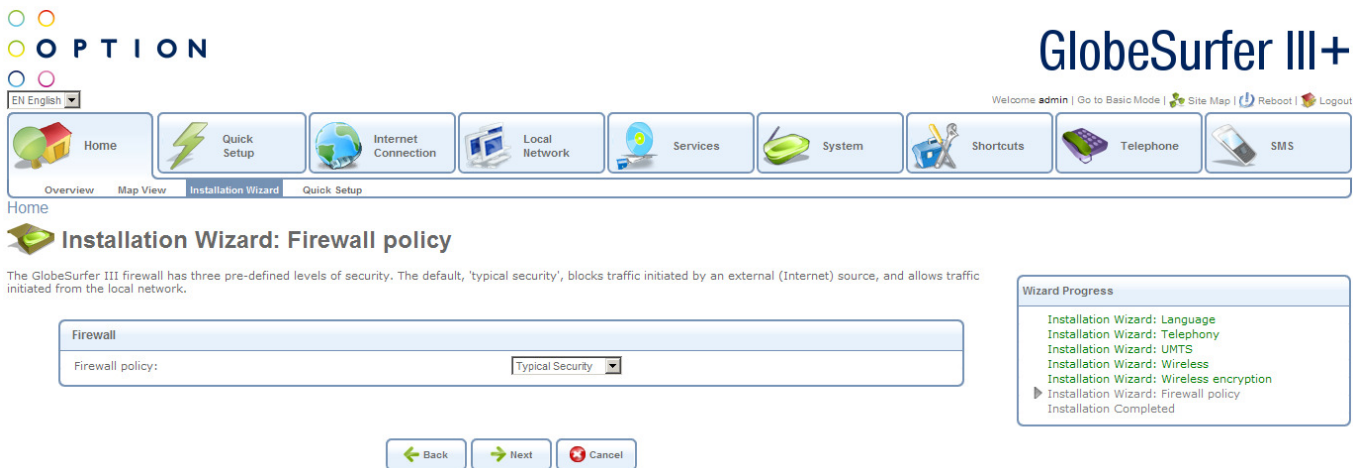 OPTION
GlobeSurfer III+
EN English
Welcome admin | Go to Basic Mode | Site Map | Reboot | Logout
Home
Quick Setup
Internet Connection
Local Network
Services
System
Shortcuts
Telephone
SMS
Overview Map View Installation Wizard Quick Setup
Home
Installation Wizard: Firewall policy
The GlobeSurfer III firewall has three pre-defined levels of security. The default, 'typical security', blocks traffic initiated by an external (Internet) source, and allows traffic
initiated from the local network.
Firewall
Firewall policy: Typical Security
Back Next Cancel
Wizard Progress
Installation Wizard: Language
Installation Wizard: Telephony
Installation Wizard: UMTS
Installation Wizard: Wireless
Installation Wizard: Wireless encryption
Installation Wizard: Firewall policy
Installation Completed